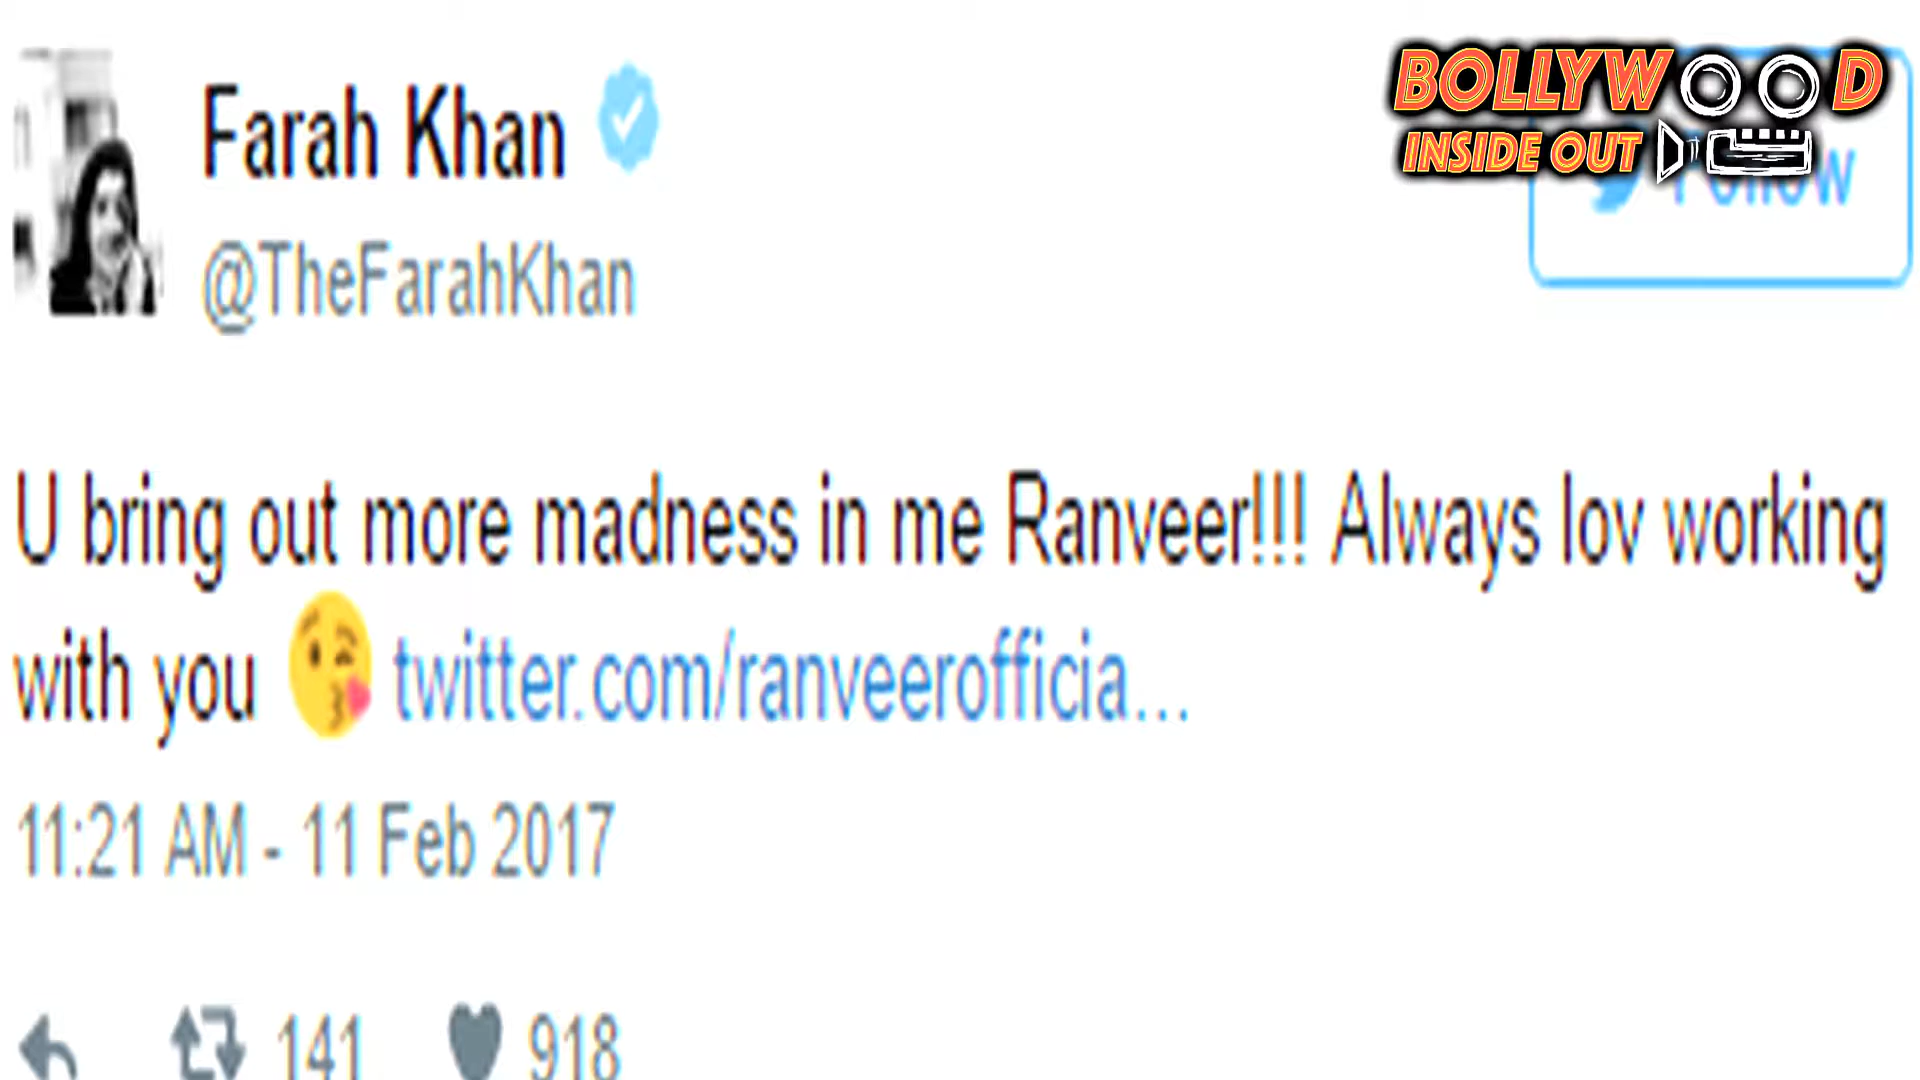 Farah Khan
@TheFarahKhan
BOLLYWOOD
INSIDE OUT
Follow
U bring out more madness in me Ranveer!!! Always lov working
with you 😘 twitter.com/ranveerofficia...
11:21 AM - 11 Feb 2017
141 918